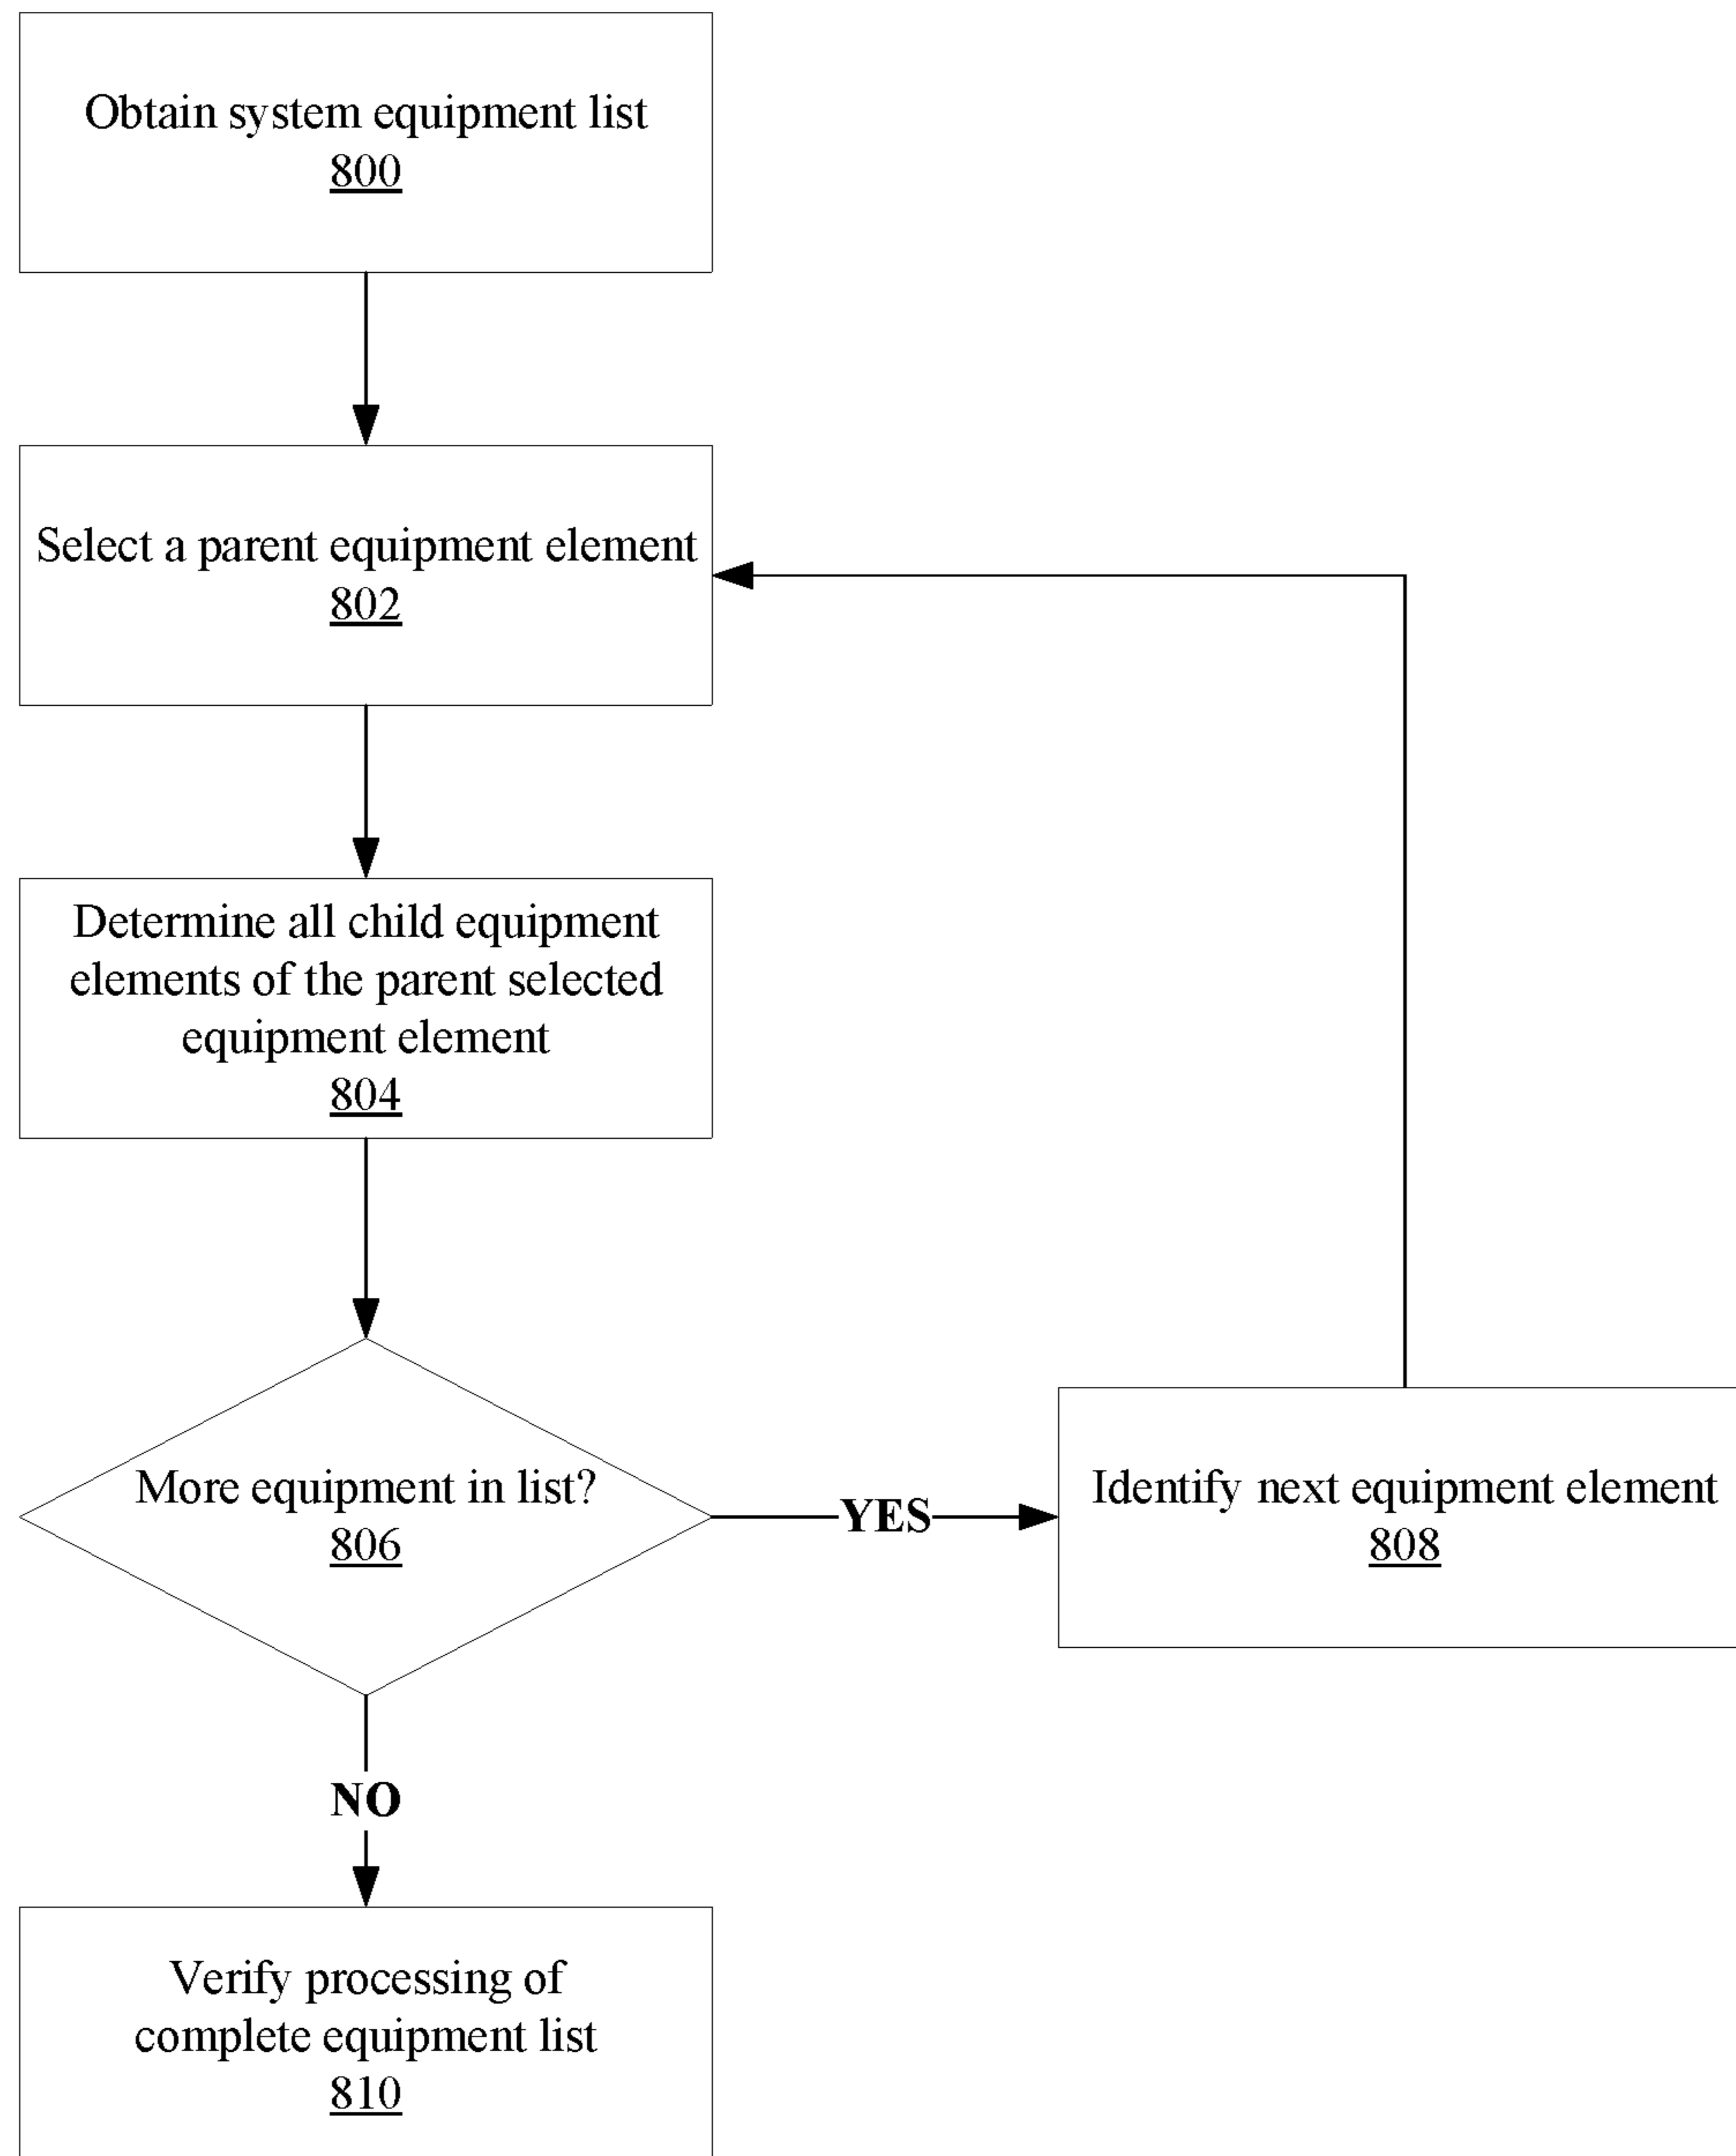 Obtain system equipment list
800
Select a parent equipment element
802
Determine all child equipment
elements of the parent selected
equipment element
804
More equipment in list?
806
YES
Identify next equipment element
808
NO
Verify processing of
complete equipment list
810